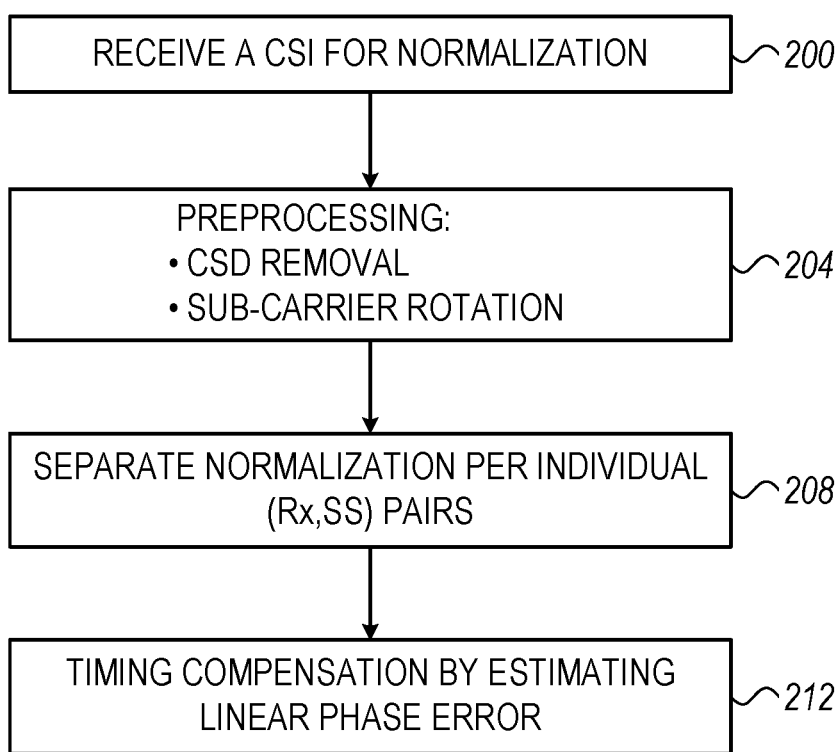 RECEIVE A CSI FOR NORMALIZATION
200
PREPROCESSING:
• CSD REMOVAL
• SUB-CARRIER ROTATION
204
SEPARATE NORMALIZATION PER INDIVIDUAL
(Rx,SS) PAIRS
208
TIMING COMPENSATION BY ESTIMATING
LINEAR PHASE ERROR
212